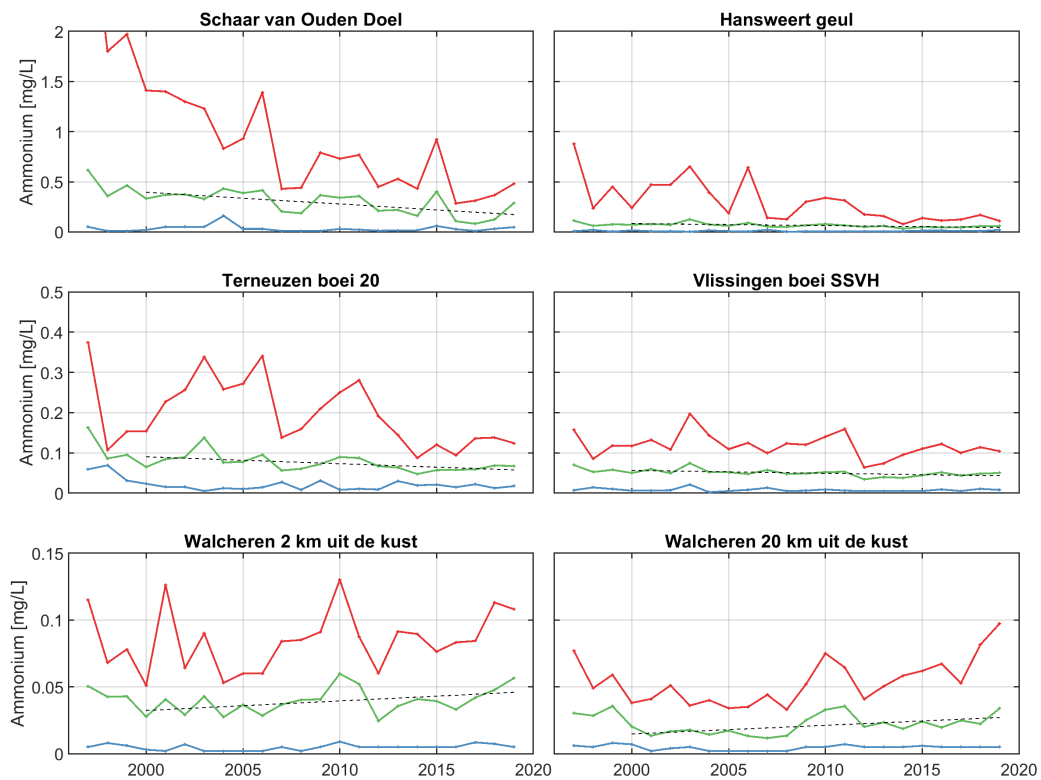 Schaar van Ouden Doel
Hansweert geul
Ammonium [mg/L]
2
1.5
1
0.5
0
Terneuzen boei 20
Vlissingen boei SSVH
Ammonium [mg/L]
0.5
0.4
0.3
0.2
0.1
0
Walcheren 2 km uit de kust
Walcheren 20 km uit de kust
Ammonium [mg/L]
0.15
0.1
0.05
0
2000 2005 2010 2015 2020
2000 2005 2010 2015 2020